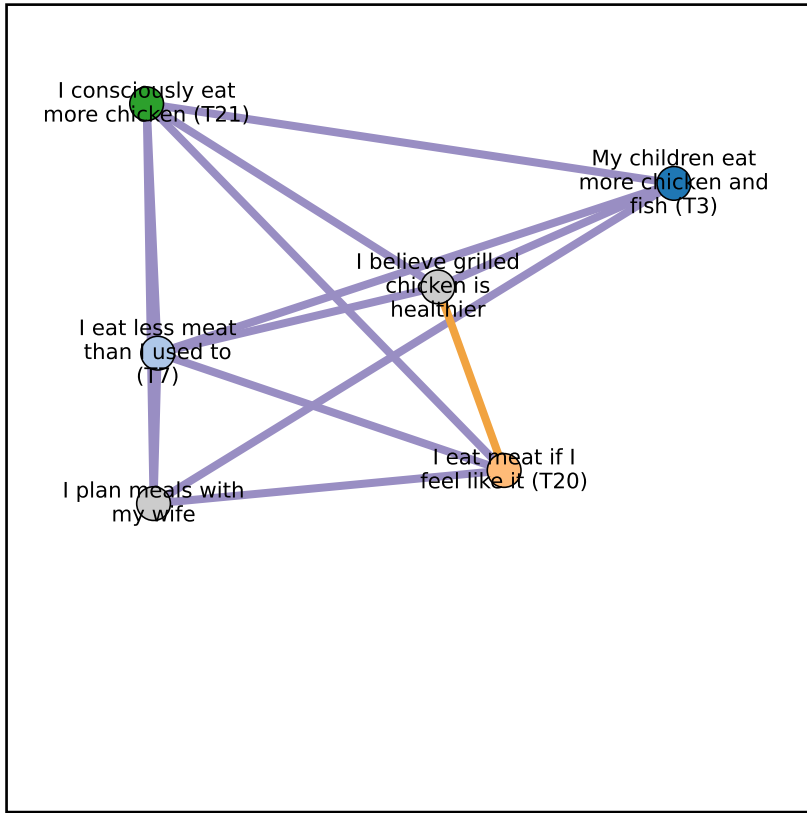 I consciously eat
more chicken (T21)
My children eat
more chicken and
fish (T3)
I believe grilled
chicken is
healthier
I eat less meat
than I used to
(T7)
I eat meat if I
feel like it (T20)
I plan meals with
my wife